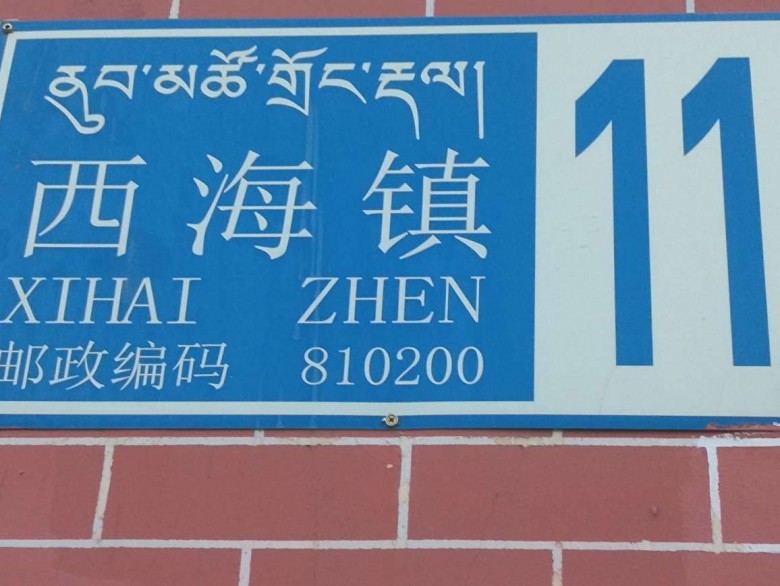 ནུབ་མཚོ་གྲོང་རྡལ།
西海镇
XIHAI ZHEN
邮政编码 810200
11